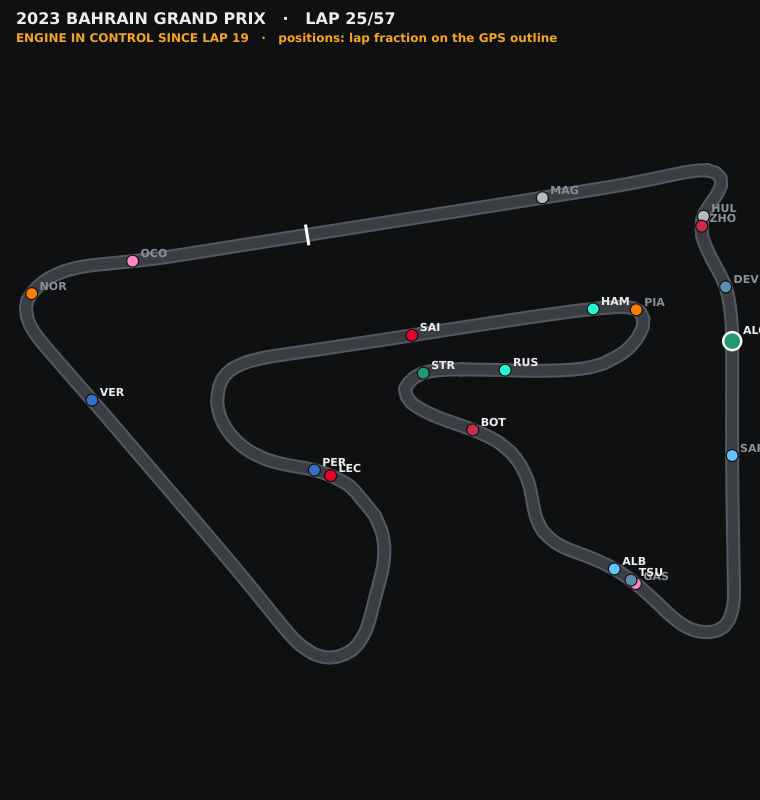 2023 BAHRAIN GRAND PRIX · LAP 25/57
ENGINE IN CONTROL SINCE LAP 19 · positions: lap fraction on the GPS outline
MAG
HUL
ZHO
OCO
DEV
NOR
HAM
PIA
SAI
STR
RUS
VER
BOT
PER
LEC
ALB
TSU
GAS